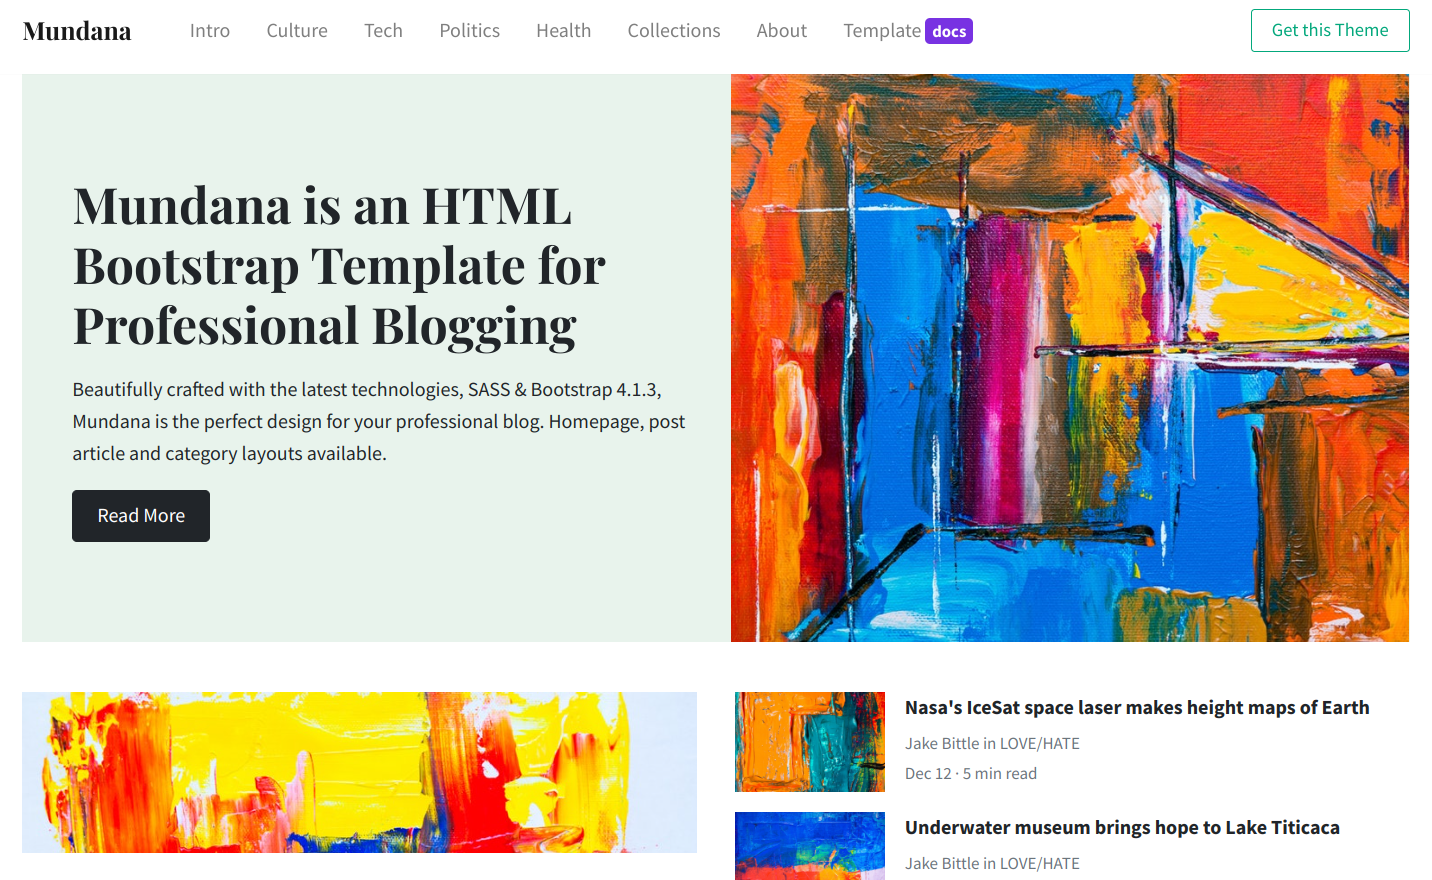 Mundana
Intro
Culture
Tech
Politics
Health
Collections
About
Template docs
Get this Theme
Mundana is an HTML
Bootstrap Template for
Professional Blogging
Beautifully crafted with the latest technologies, SASS & Bootstrap 4.1.3,
Mundana is the perfect design for your professional blog. Homepage, post
article and category layouts available.
Read More
Nasa's IceSat space laser makes height maps of Earth
Jake Bittle in LOVE/HATE
Dec 12 · 5 min read
Underwater museum brings hope to Lake Titicaca
Jake Bittle in LOVE/HATE